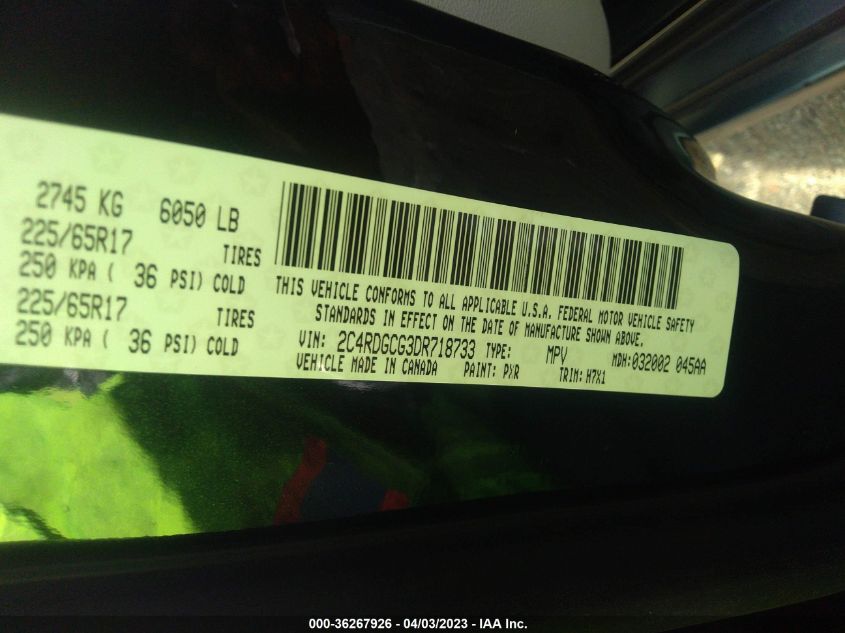 2745 KG 6050 LB
225/65R17 TIRES
250 KPA ( 36 PSI) COLD
225/65R17 TIRES
250 KPA ( 36 PSI) COLD
THIS VEHICLE CONFORMS TO ALL APPLICABLE U.S.A. FEDERAL MOTOR VEHICLE SAFETY
STANDARDS IN EFFECT ON THE DATE OF MANUFACTURE SHOWN ABOVE.
VIN: 2C4RDGCG3DR718733 TYPE: MPV MDH:032002 045AA
VEHICLE MADE IN CANADA PAINT: PXR TRIM: H7X1
000-36267926 - 04/03/2023 - IAA Inc.